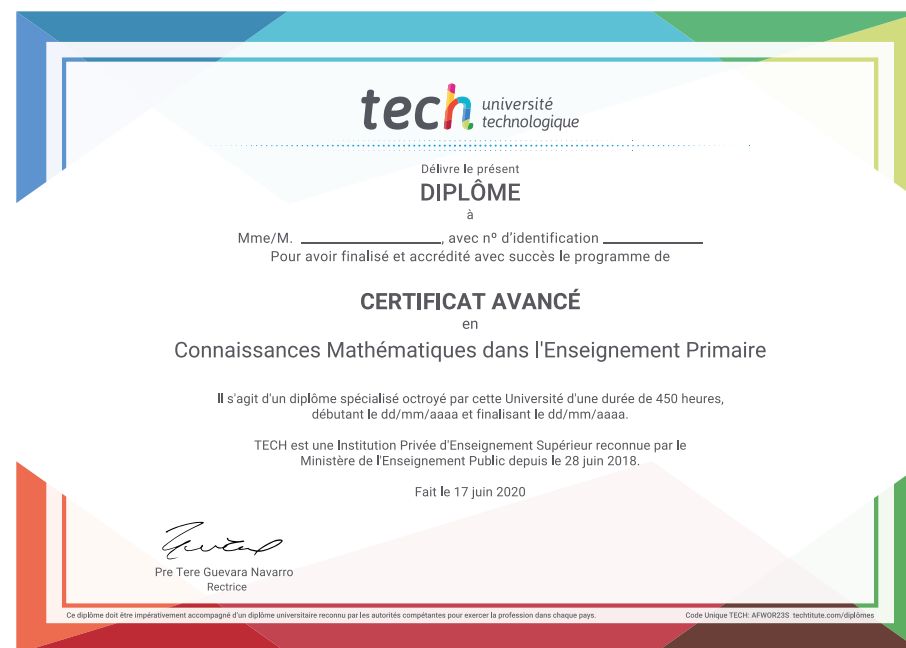 tech université
technologique
Délivre le présent
DIPLÔME
à
Mme/M. ____________________, avec nº d'identification ______________
Pour avoir finalisé et accrédité avec succès le programme de
CERTIFICAT AVANCÉ
en
Connaissances Mathématiques dans l'Enseignement Primaire
Il s'agit d'un diplôme spécialisé octroyé par cette Université d'une durée de 450 heures,
débutant le dd/mm/aaaa et finalisant le dd/mm/aaaa.
TECH est une Institution Privée d'Enseignement Supérieur reconnue par le
Ministère de l'Enseignement Public depuis le 28 juin 2018.
Fait le 17 juin 2020
Pre Tere Guevara Navarro
Rectrice
Ce diplôme doit être impérativement accompagné d'un diplôme universitaire reconnu par les autorités compétantes pour exercer la profession dans chaque pays.
Code Unique TECH: AFWOR23S techtitute.com/diplômes